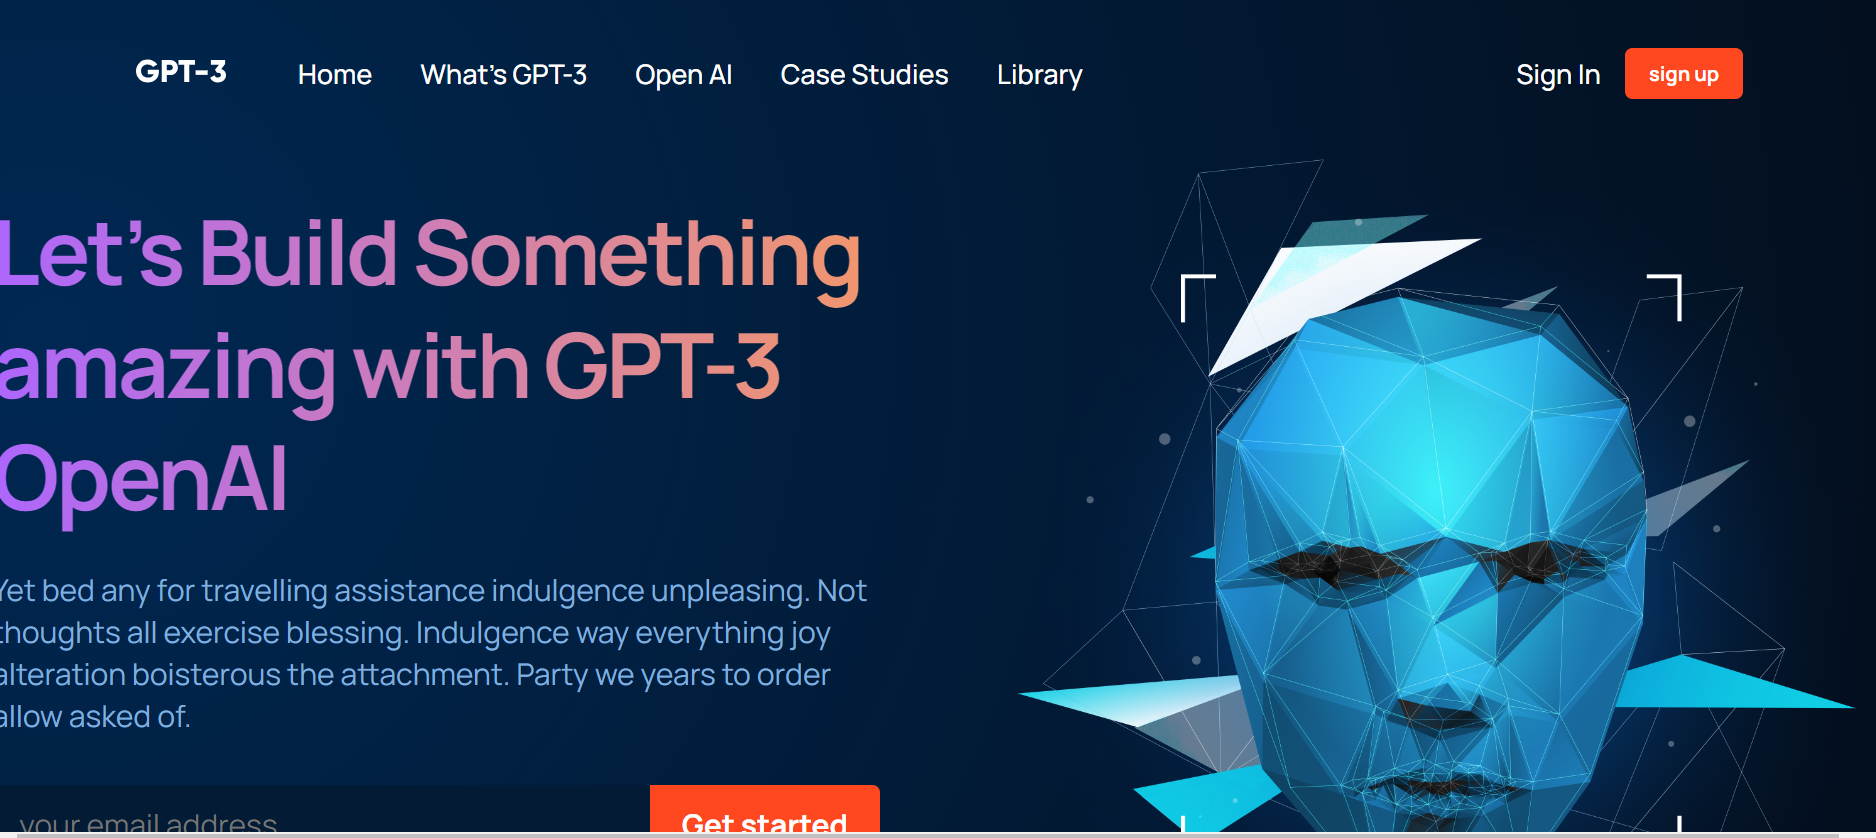 GPT-3
Home
What's GPT-3
Open AI
Case Studies
Library
Sign In
sign up
Let's Build Something
amazing with GPT-3
OpenAI
Yet bed any for travelling assistance indulgence unpleasing. Not
thoughts all exercise blessing. Indulgence way everything joy
alteration boisterous the attachment. Party we years to order
allow asked of.
your email address
Get started